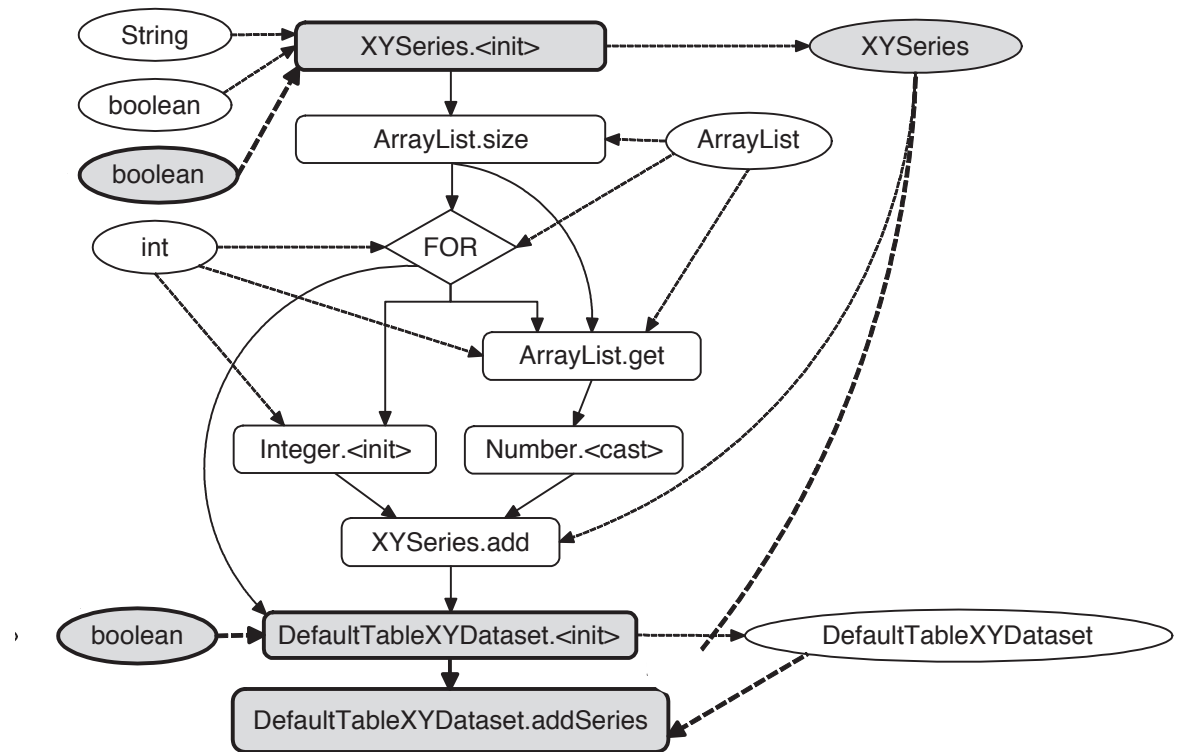 String
XYSeries.<init>
XYSeries
boolean
ArrayList.size
ArrayList
boolean
int
FOR
ArrayList.get
Integer.<init>
Number.<cast>
XYSeries.add
boolean
DefaultTableXYDataset.<init>
DefaultTableXYDataset
DefaultTableXYDataset.addSeries